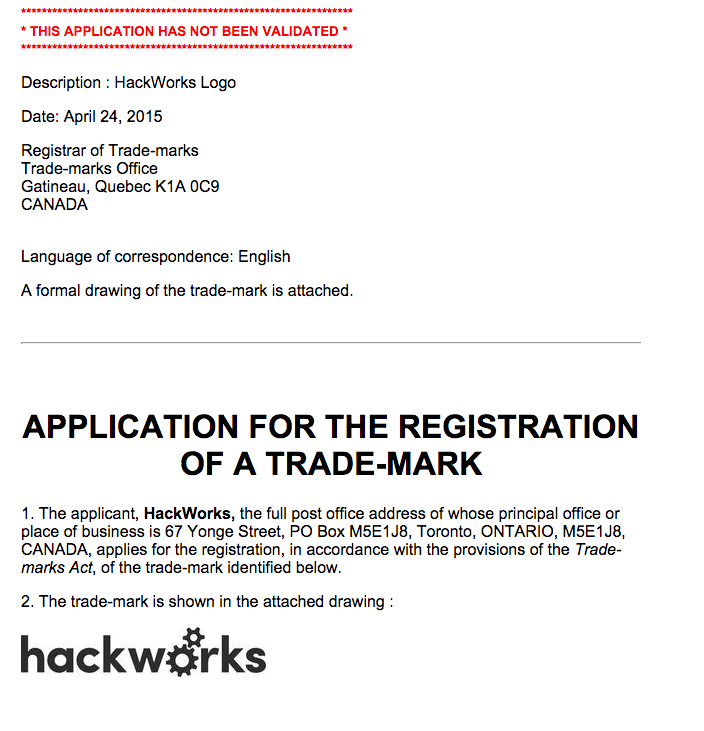 ****************************************************************
* THIS APPLICATION HAS NOT BEEN VALIDATED *
****************************************************************
Description : HackWorks Logo
Date: April 24, 2015
Registrar of Trade-marks
Trade-marks Office
Gatineau, Quebec K1A 0C9
CANADA
Language of correspondence: English
A formal drawing of the trade-mark is attached.
APPLICATION FOR THE REGISTRATION
OF A TRADE-MARK
1. The applicant, HackWorks, the full post office address of whose principal office or
place of business is 67 Yonge Street, PO Box M5E1J8, Toronto, ONTARIO, M5E1J8,
CANADA, applies for the registration, in accordance with the provisions of the Trade-
marks Act, of the trade-mark identified below.
2. The trade-mark is shown in the attached drawing :
hackworks